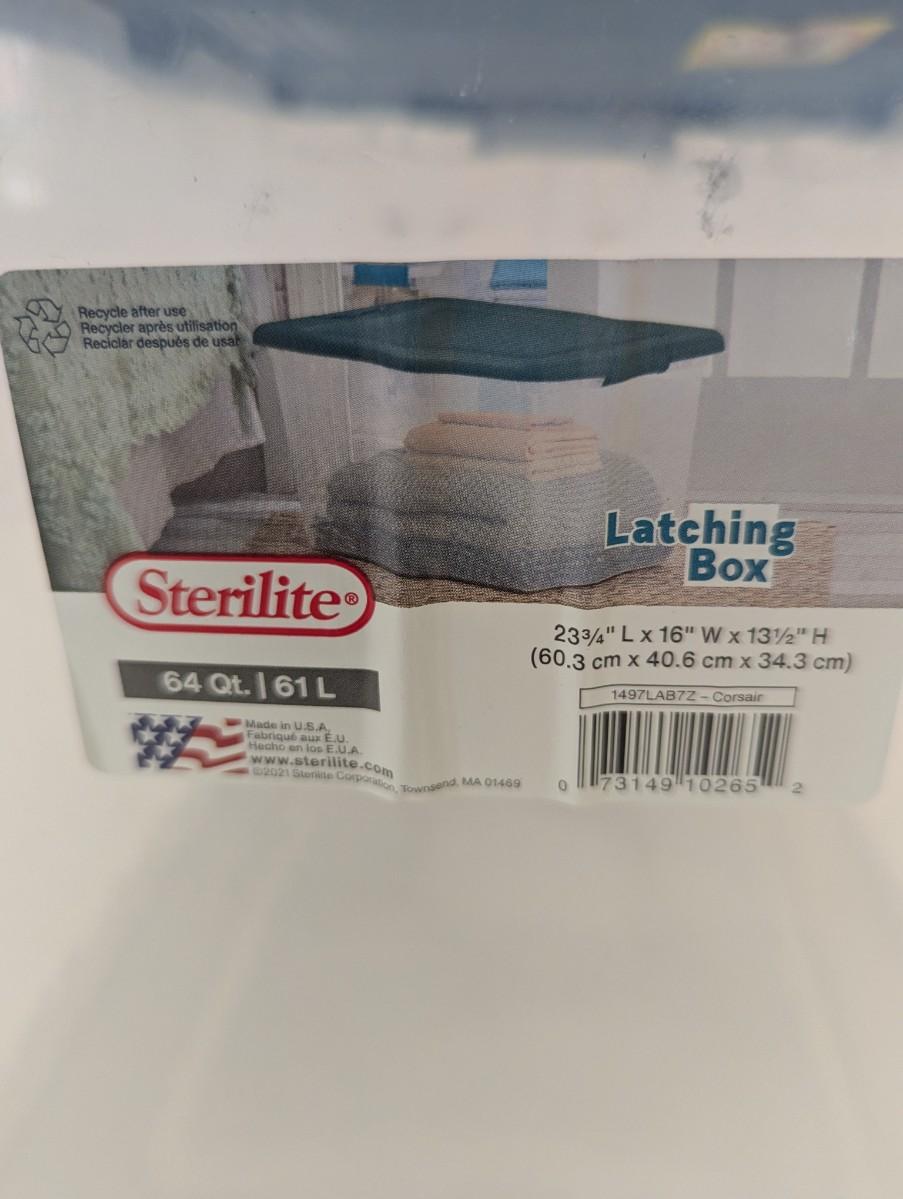 Recycle after use
Recycler après utilisation
Reciclar después de usar
Latching
Box
Sterilite®
23¾" L x 16" W x 13½" H
(60.3 cm x 40.6 cm x 34.3 cm)
64 Qt. | 61 L
1497LAB7Z – Corsair
Made in U.S.A.
Fabriqué aux É.U.
Hecho en los E.U.A.
www.sterilite.com
©2021 Sterilite Corporation, Townsend, MA 01469
0 73149 10265 2